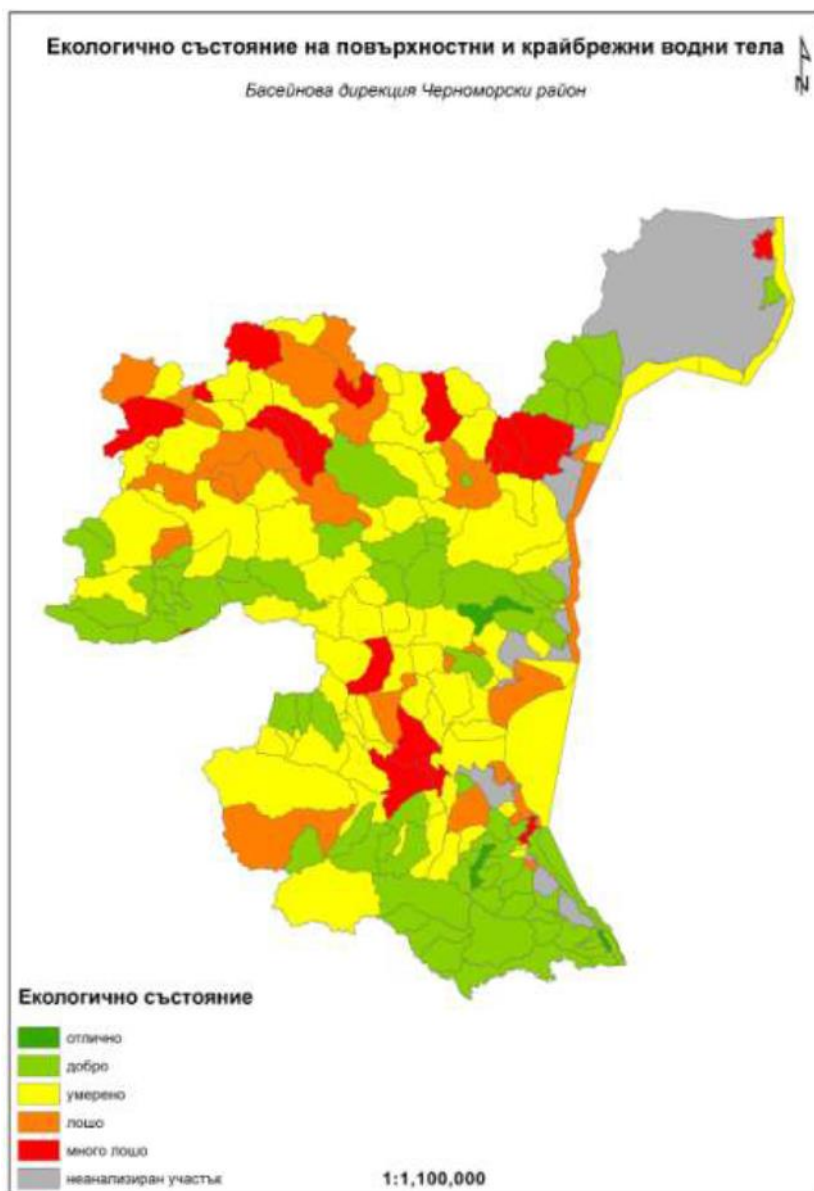 Екологично състояние на повърхностни и крайбрежни водни тела
N
Басейнова дирекция Черноморски район
Екологично състояние
отлично
добро
умерено
лошо
много лошо
неанализиран участък
1:1,100,000